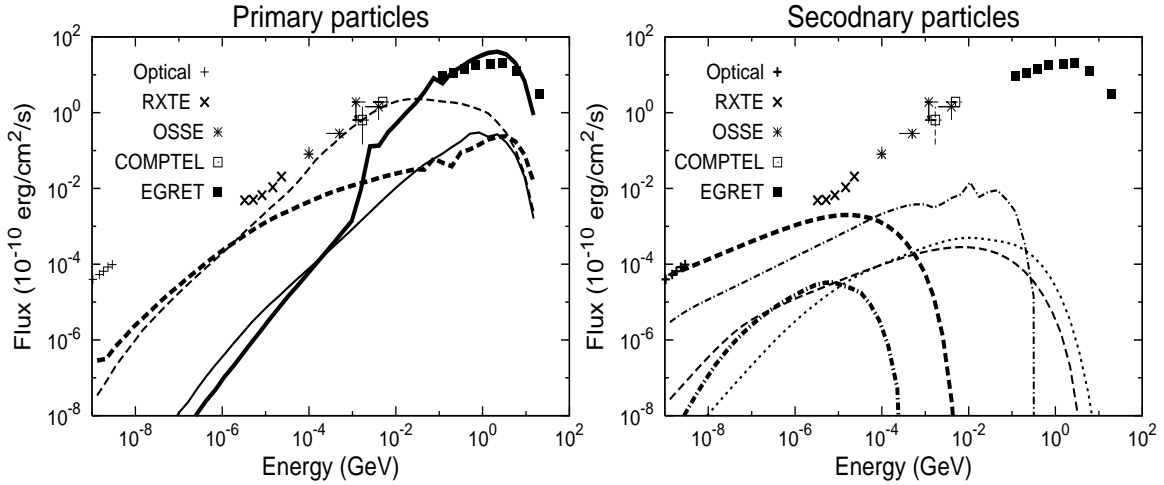 Primary particles
Secodnary particles
10^2
10^0
10^-2
10^-4
10^-6
10^-8
Flux (10^-10 erg/cm^2/s)
Optical
RXTE
OSSE
COMPTEL
EGRET
10^-8
10^-6
10^-4
10^-2
10^0
10^2
Energy (GeV)
10^2
10^0
10^-2
10^-4
10^-6
10^-8
Flux (10^-10 erg/cm^2/s)
Optical
RXTE
OSSE
COMPTEL
EGRET
10^-8
10^-6
10^-4
10^-2
10^0
10^2
Energy (GeV)